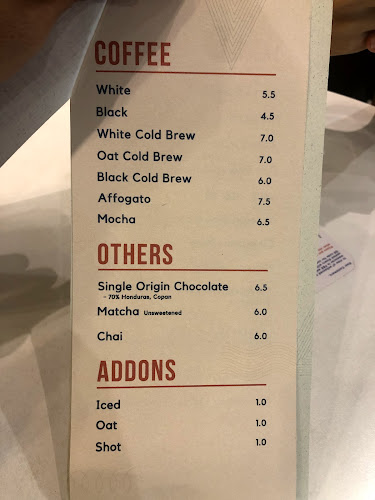 COFFEE
White 5.5
Black 4.5
White Cold Brew 7.0
Oat Cold Brew 7.0
Black Cold Brew 6.0
Affogato 7.5
Mocha 6.5
OTHERS
Single Origin Chocolate 6.5
- 70% Honduras, Copan
Matcha Unsweetened 6.0
Chai 6.0
ADDONS
Iced 1.0
Oat 1.0
Shot 1.0